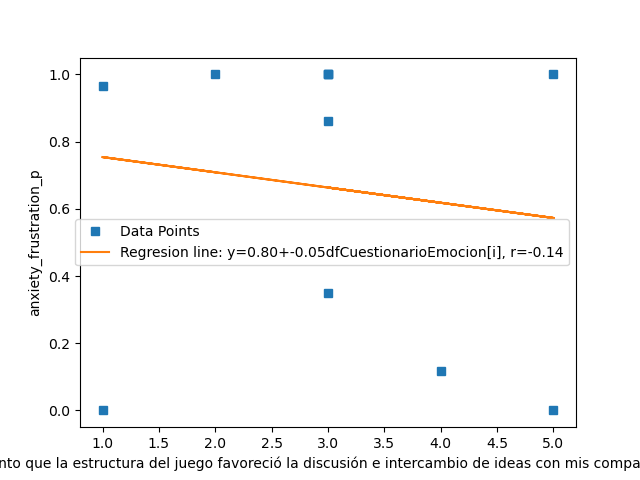 1.0
0.8
0.6
0.4
0.2
0.0
anxiety_frustration_p
Data Points
Regresion line: y=0.80+-0.05dfCuestionarioEmocion[i], r=-0.14
1.0 1.5 2.0 2.5 3.0 3.5 4.0 4.5 5.0
que la estructura del juego favoreció la discusión e intercambio de ideas con mis